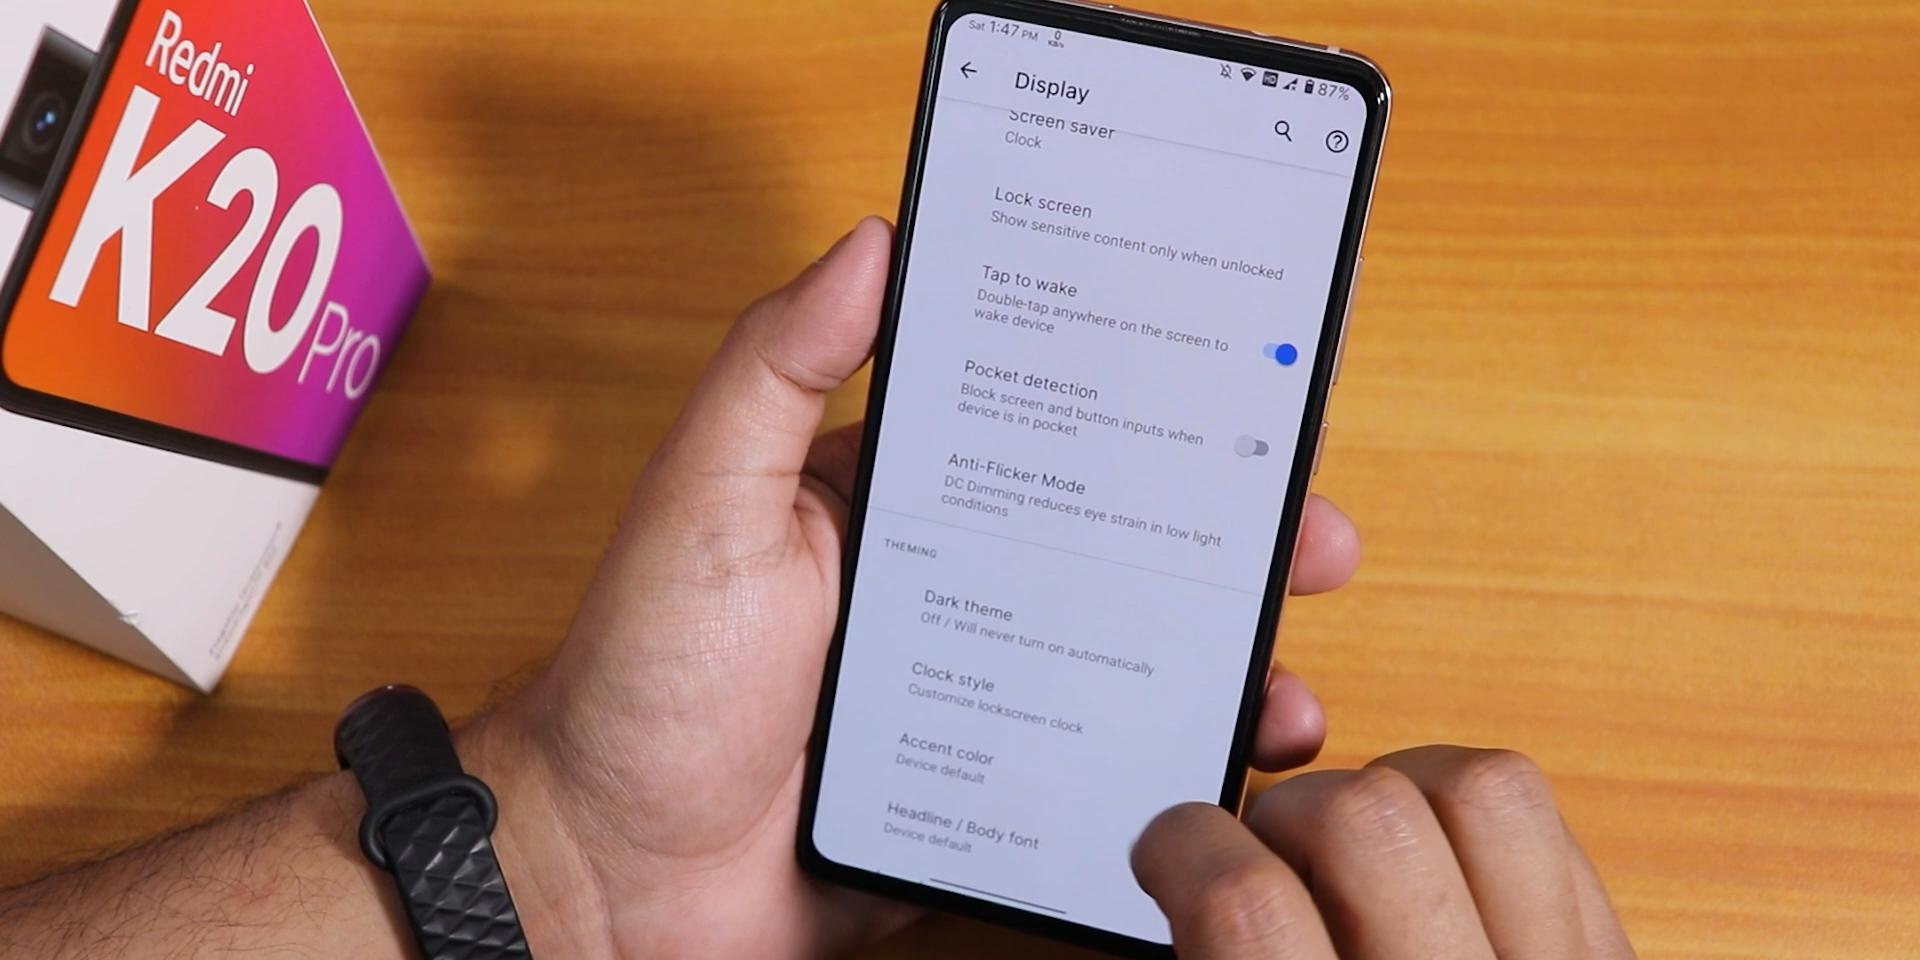 Redmi
K20 Pro
Sat 1:47 PM
0
KB/s
HD
87%
Display
Screen saver
Clock
Lock screen
Show sensitive content only when unlocked
Tap to wake
Double-tap anywhere on the screen to
wake device
Pocket detection
Block screen and button inputs when
device is in pocket
Anti-Flicker Mode
DC Dimming reduces eye strain in low light
conditions
THEMING
Dark theme
Off / Will never turn on automatically
Clock style
Customize lockscreen clock
Accent color
Device default
Headline / Body font
Device default